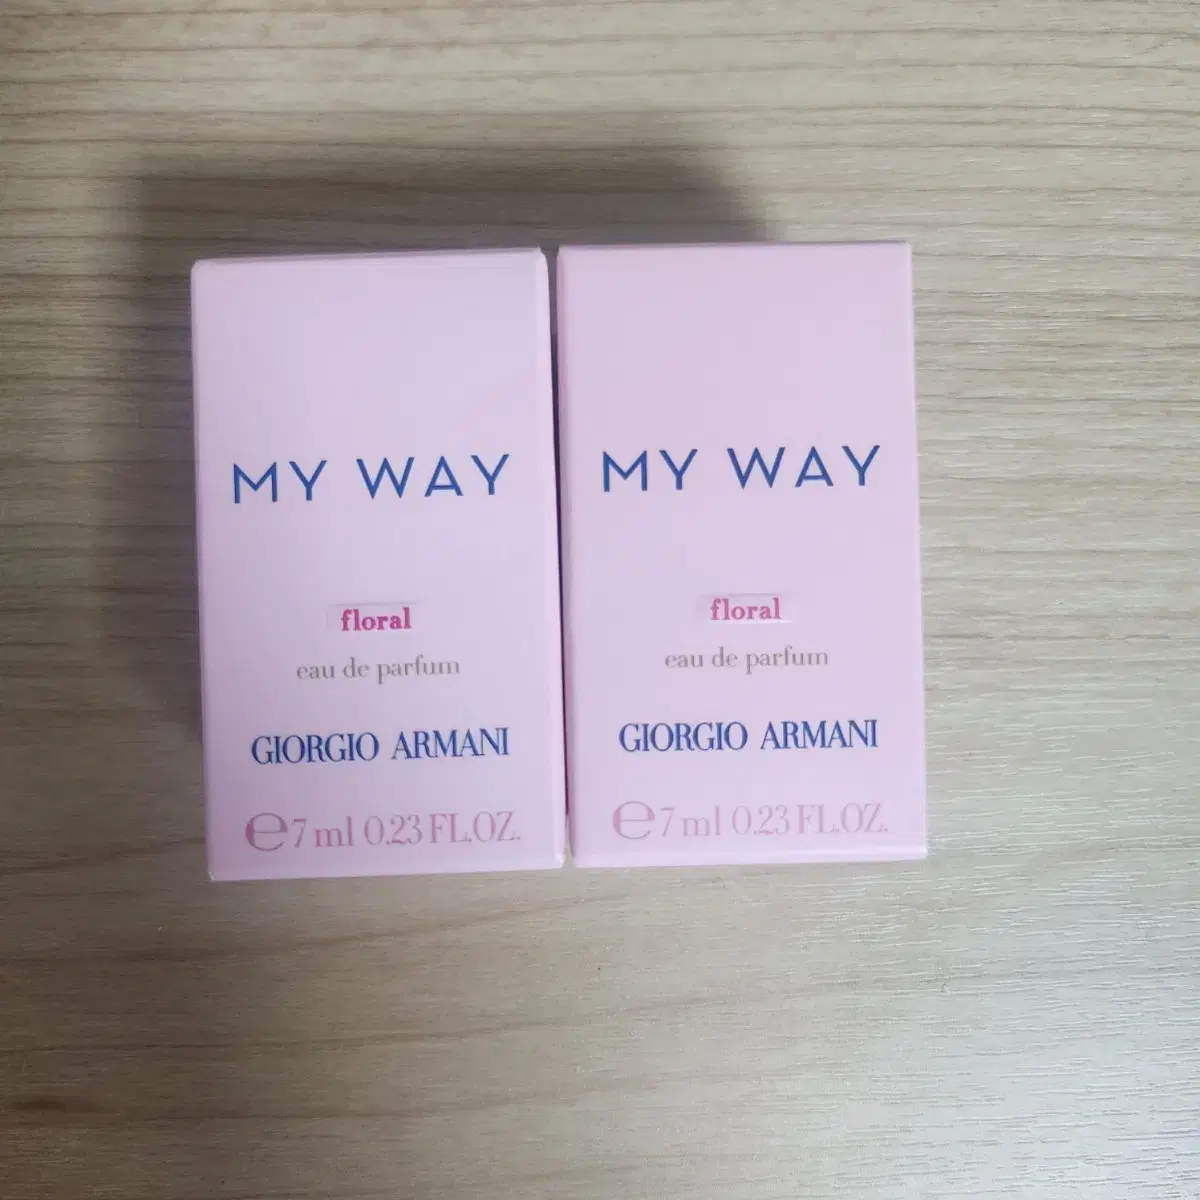 MY WAY
floral
eau de parfum
GIORGIO ARMANI
℮7 ml 0.23 FL.OZ.
MY WAY
floral
eau de parfum
GIORGIO ARMANI
℮7 ml 0.23 FL.OZ.